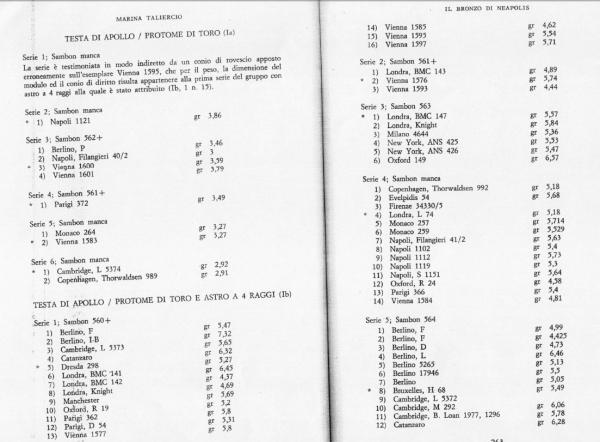 MARINA TALIERCIO
TESTA DI APOLLO / PROTOME DI TORO (Ia)
Serie 1; Sambon manca
La serie è testimoniata in modo indiretto da un conio di rovescio apposto
erroneamente sull'esemplare Vienna 1595, che per il peso, la dimensione del
modulo ed il conio di diritto risulta appartenere alla prima serie del gruppo con
astro a 4 raggi alla quale è stato attribuito (Ib, 1 n. 15).
Serie 2; Sambon manca
* 1) Napoli 1121 gr 3,86
Serie 3; Sambon 562+
1) Berlino, P gr 3,46
2) Napoli, Filangieri 40/2 gr 3
* 3) Vienna 1600 gr 3,59
4) Vienna 1601 gr 3,79
Serie 4; Sambon 561+
* 1) Parigi 372 gr 3,49
Serie 5; Sambon manca
1) Monaco 264 gr 3,27
* 2) Vienna 1583 gr 3,27
Serie 6; Sambon manca
* 1) Cambridge, L 5374 gr 2,92
2) Copenhagen, Thorwaldsen 989 gr 2,91
TESTA DI APOLLO / PROTOME DI TORO E ASTRO A 4 RAGGI (Ib)
Serie 1; Sambon 560+
1) Berlino, F gr 5,47
2) Berlino, I-B gr 7,32
3) Cambridge, L 5373 gr 5,65
4) Catanzaro gr 6,32
* 5) Dresda 298 gr 5,27
6) Londra, BMC 141 gr 6,45
7) Londra, BMC 142 gr 4,37
8) Londra, Knight gr 4,69
9) Manchester gr 5,69
10) Oxford, R 19 gr 5,2
11) Parigi 362 gr 5,8
12) Parigi, D 54 gr 5,31
13) Vienna 1577 gr 5,8
IL BRONZO DI NEAPOLIS
14) Vienna 1585 gr 4,62
15) Vienna 1595 gr 5,54
16) Vienna 1597 gr 5,71
Serie 2; Sambon 561+
1) Londra, BMC 143 gr 4,89
* 2) Vienna 1576 gr 5,74
3) Vienna 1593 gr 4,44
Serie 3; Sambon 563
* 1) Londra, BMC 147 gr 5,57
2) Londra, Knight gr 5,84
3) Milano 4644 gr 5,36
4) New York, ANS 425 gr 5,53
5) New York, ANS 426 gr 5,47
6) Oxford 149 gr 6,57
Serie 4; Sambon manca
1) Copenhagen, Thorwaldsen 992 gr 5,18
2) Evelpidis 54 gr 5,68
3) Firenze 34330/5
* 4) Londra, L 74 gr 5,18
5) Monaco 257 gr 5,714
6) Monaco 259 gr 5,529
7) Napoli, Filangieri 41/2 gr 5,63
8) Napoli 1102 gr 5,4
9) Napoli 1112 gr 5,73
10) Napoli 1119 gr 5,3
11) Napoli, S 1151 gr 5,64
12) Oxford, R 24 gr 4,58
13) Parigi 366 gr 5,4
14) Vienna 1584 gr 4,81
Serie 5; Sambon 564
1) Berlino, F gr 4,99
2) Berlino, F gr 4,425
3) Berlino, D gr 4,73
4) Berlino, L gr 6,46
5) Berlino 5265 gr 5,13
6) Berlino 17946 gr 5,5
7) Berlino gr 5,05
* 8) Bruxelles, H 68 gr 5,49
9) Cambridge, L 5372
10) Cambridge, M 292 gr 6,06
11) Cambridge, B. Loan 1977, 1296 gr 5,78
12) Catanzaro gr 6,28